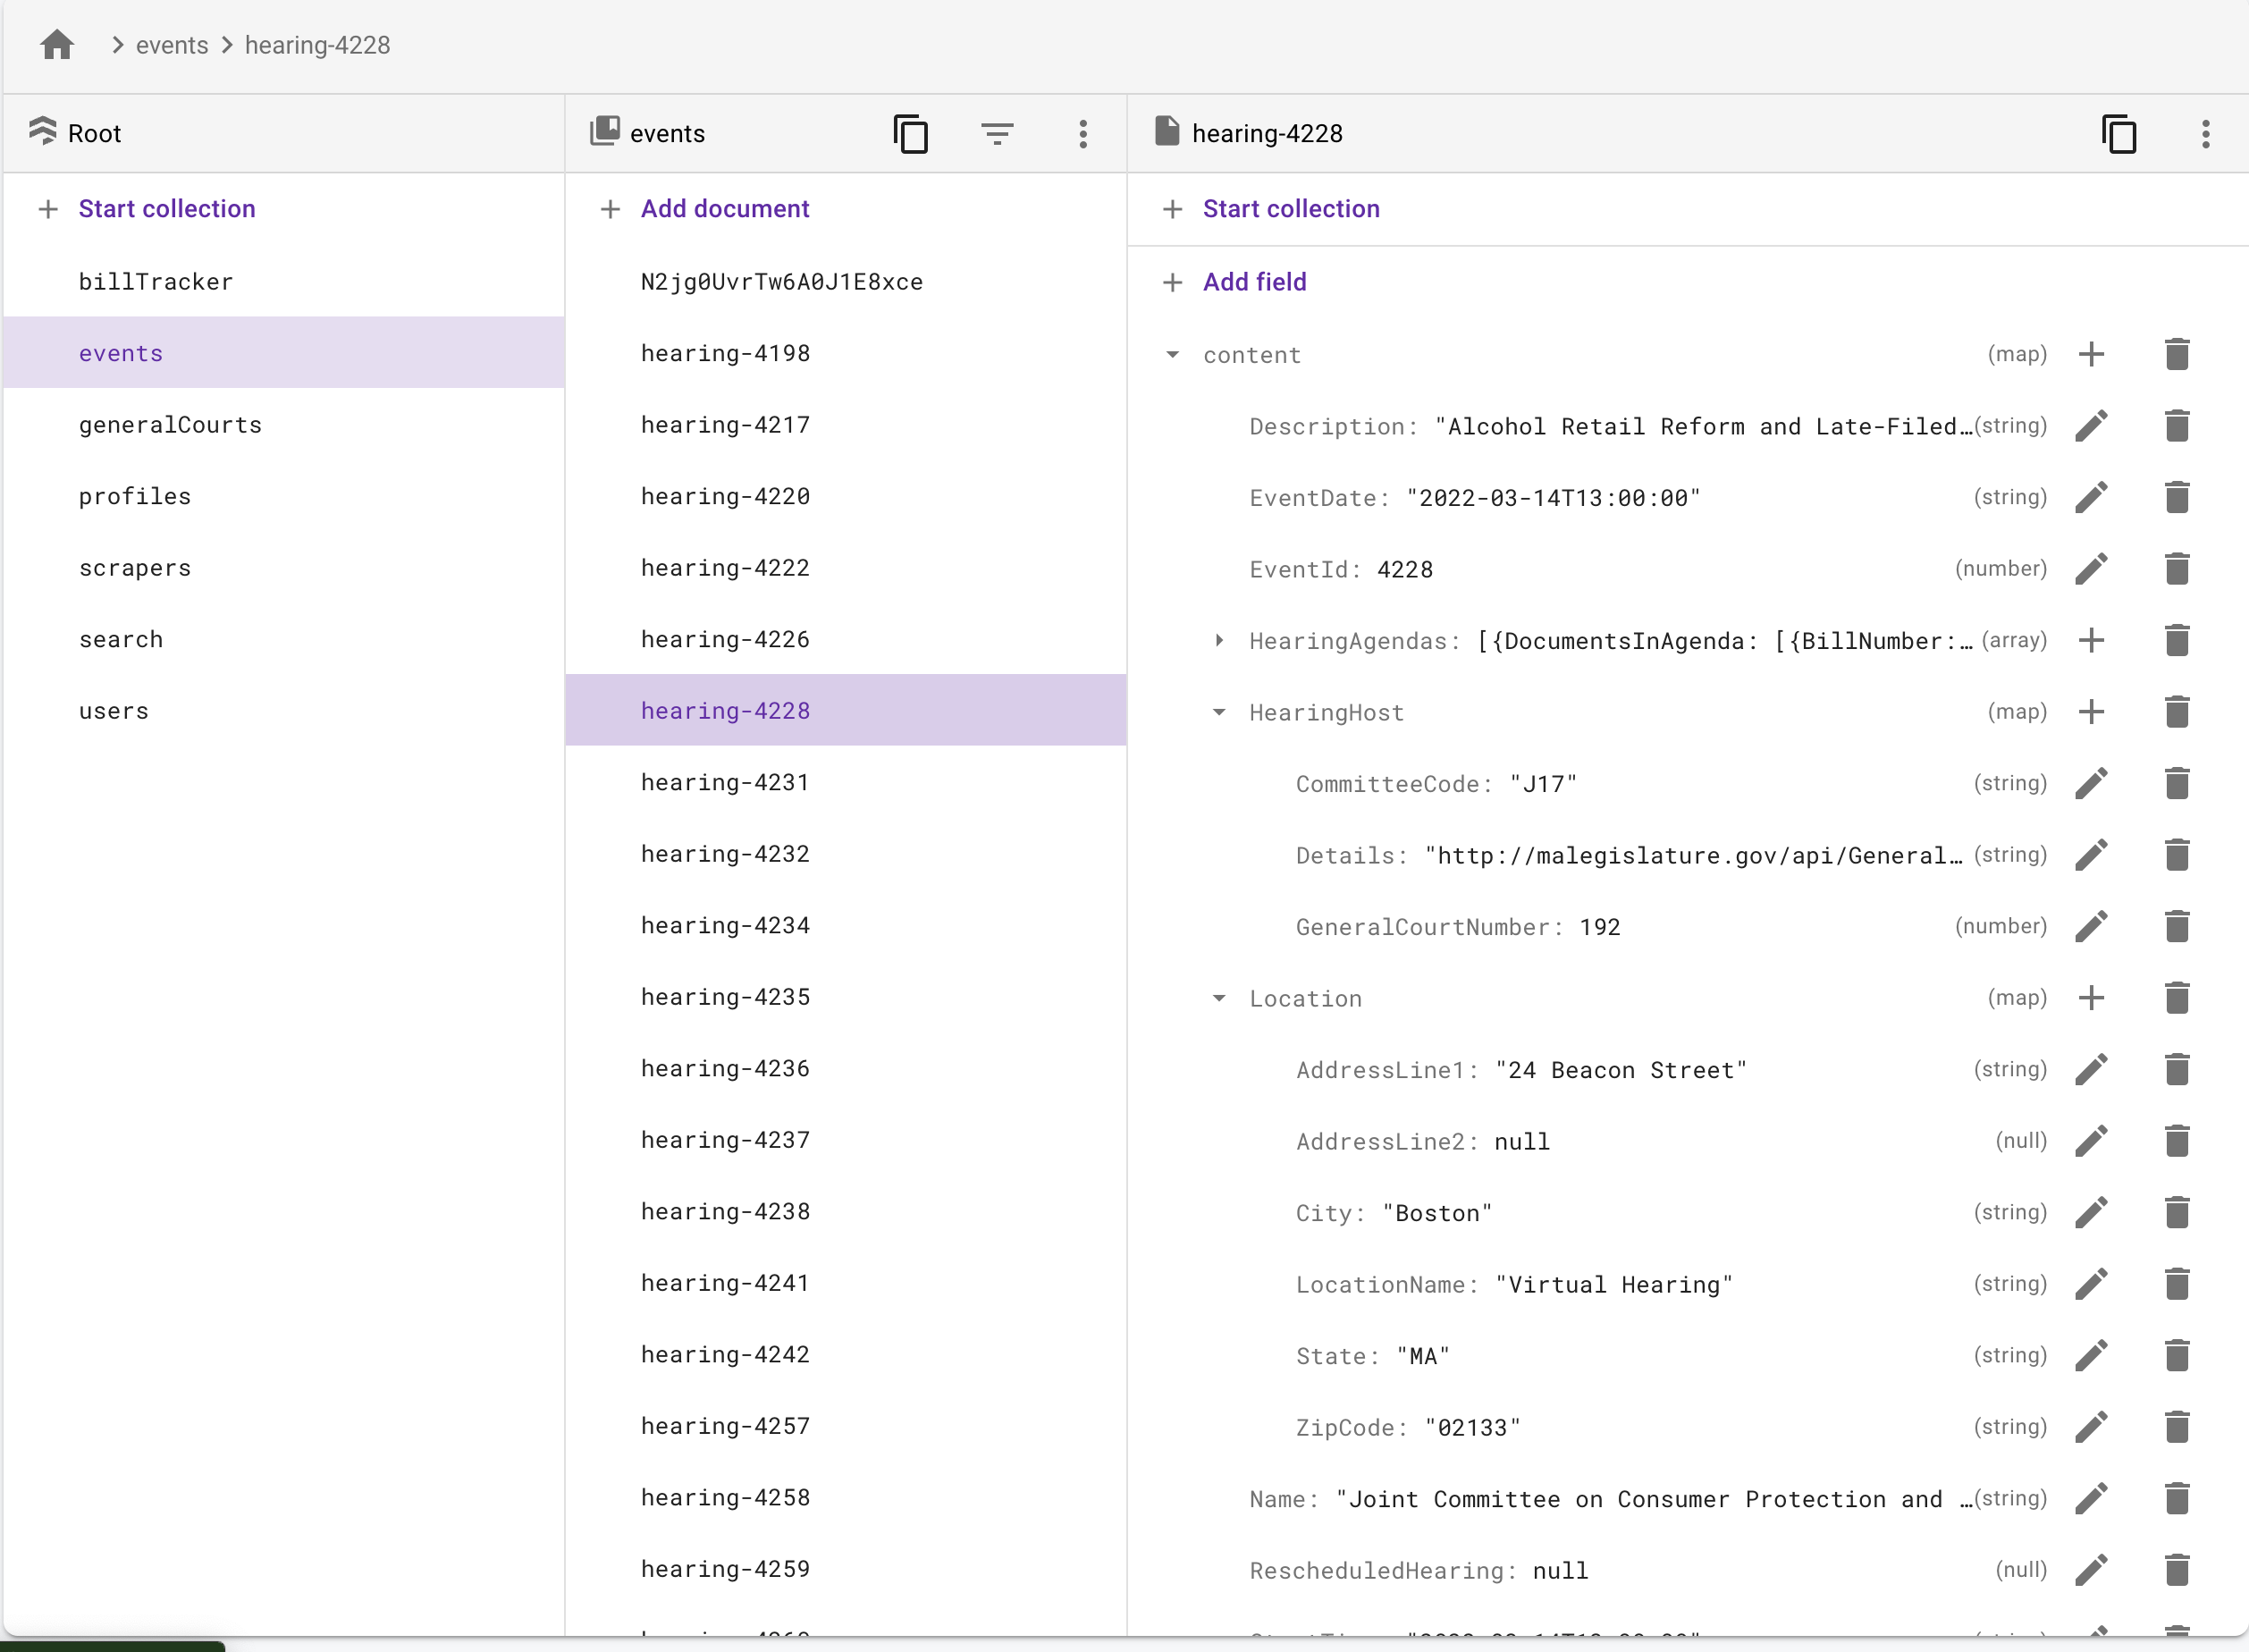 > events > hearing-4228
Root
+ Start collection
billTracker
events
generalCourts
profiles
scrapers
search
users
events
+ Add document
N2jg0UvrTw6A0J1E8xce
hearing-4198
hearing-4217
hearing-4220
hearing-4222
hearing-4226
hearing-4228
hearing-4231
hearing-4232
hearing-4234
hearing-4235
hearing-4236
hearing-4237
hearing-4238
hearing-4241
hearing-4242
hearing-4257
hearing-4258
hearing-4259
hearing-4228
+ Start collection
+ Add field
content (map)
Description: "Alcohol Retail Reform and Late-Filed… (string)
EventDate: "2022-03-14T13:00:00" (string)
EventId: 4228 (number)
HearingAgendas: [{DocumentsInAgenda: [{BillNumber:… (array)
HearingHost (map)
CommitteeCode: "J17" (string)
Details: "http://malegislature.gov/api/General… (string)
GeneralCourtNumber: 192 (number)
Location (map)
AddressLine1: "24 Beacon Street" (string)
AddressLine2: null (null)
City: "Boston" (string)
LocationName: "Virtual Hearing" (string)
State: "MA" (string)
ZipCode: "02133" (string)
Name: "Joint Committee on Consumer Protection and … (string)
RescheduledHearing: null (null)